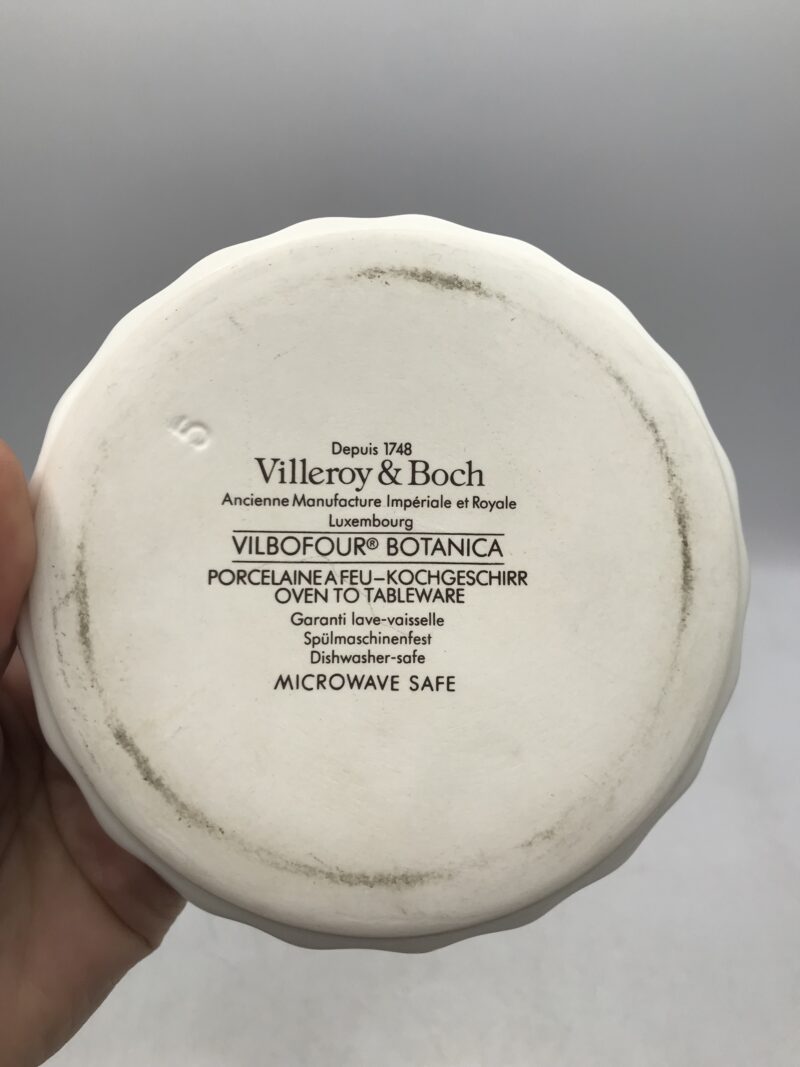 Depuis 1748
Villeroy & Boch
Ancienne Manufacture Impériale et Royale
Luxembourg
VILBOFOUR® BOTANICA
PORCELAINE A FEU–KOCHGESCHIRR
OVEN TO TABLEWARE
Garanti lave-vaisselle
Spülmaschinenfest
Dishwasher-safe
MICROWAVE SAFE